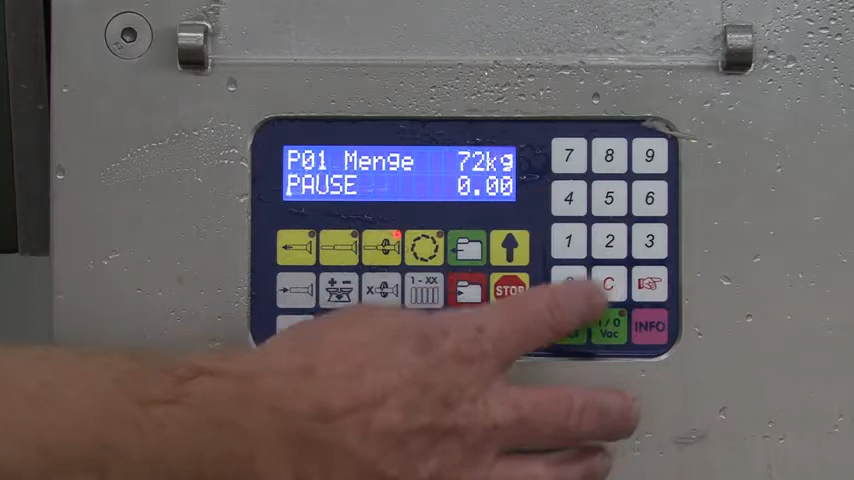 P01 Menge 72kg
PAUSE 0.00
7 8 9
4 5 6
1 2 3
C
1 - XX
STOP
X
1/0
Vac
INFO